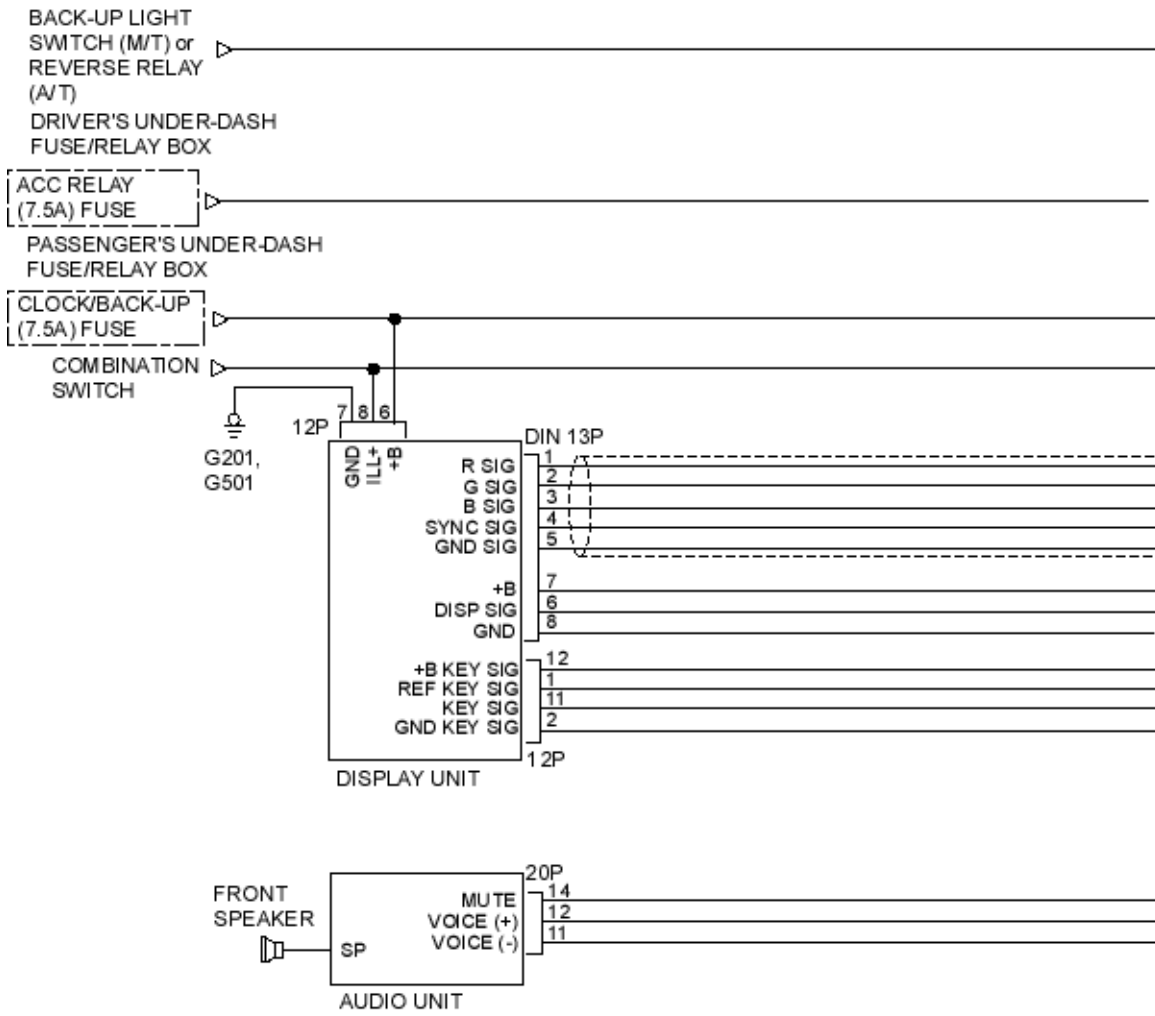 BACK-UP LIGHT
SWITCH (M/T) or
REVERSE RELAY
(A/T)
DRIVER'S UNDER-DASH
FUSE/RELAY BOX
ACC RELAY
(7.5A) FUSE
PASSENGER'S UNDER-DASH
FUSE/RELAY BOX
CLOCK/BACK-UP
(7.5A) FUSE
COMBINATION
SWITCH
G201,
G501
12P
7 8 6
GND
ILL+
+B
DIN 13P
R SIG 1
G SIG 2
B SIG 3
SYNC SIG 4
GND SIG 5
+B 7
DISP SIG 6
GND 8
+B KEY SIG 12
REF KEY SIG 1
KEY SIG 11
GND KEY SIG 2
12P
DISPLAY UNIT
FRONT
SPEAKER
SP
20P
MUTE 14
VOICE (+) 12
VOICE (-) 11
AUDIO UNIT